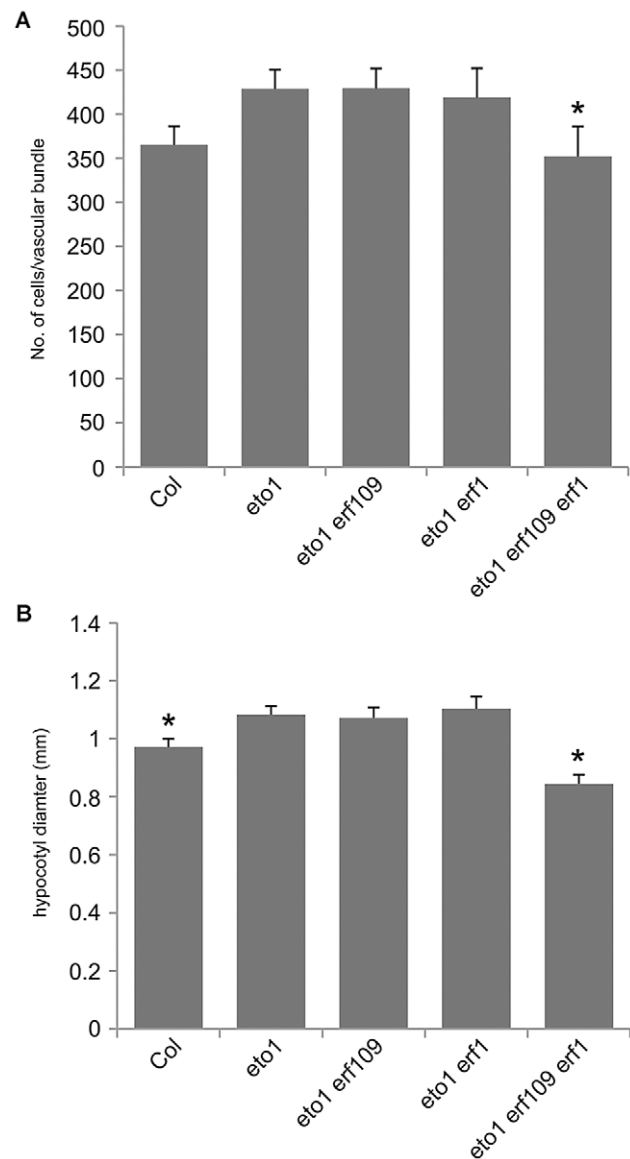 A
500
450
400
350
300
250
200
150
100
50
0
No. of cells/vascular bundle
*
Col
eto1
eto1 erf109
eto1 erf1
eto1 erf109 erf1
B
1.4
1.2
1
0.8
0.6
0.4
0.2
0
hypocotyl diamter (mm)
*
*
Col
eto1
eto1 erf109
eto1 erf1
eto1 erf109 erf1